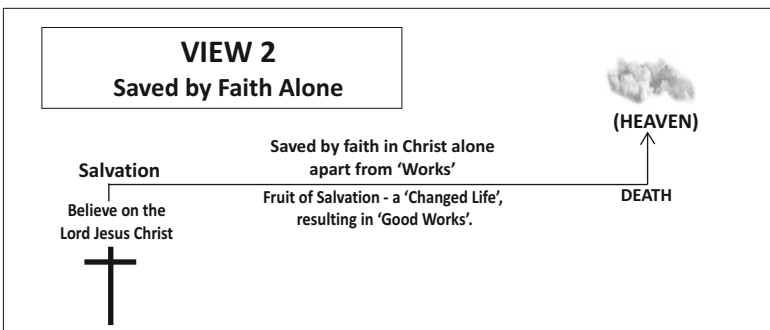 VIEW 2
Saved by Faith Alone
(HEAVEN)
Saved by faith in Christ alone
apart from ‘Works’
Salvation
Fruit of Salvation - a ‘Changed Life’,
resulting in ‘Good Works’.
DEATH
Believe on the
Lord Jesus Christ